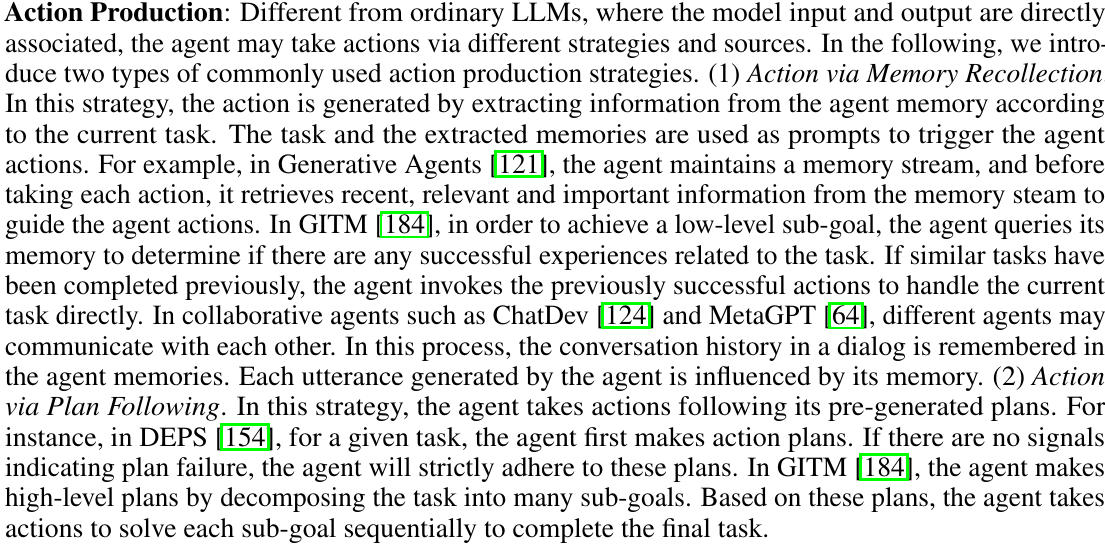 Action Production: Different from ordinary LLMs, where the model input and output are directly
associated, the agent may take actions via different strategies and sources. In the following, we intro-
duce two types of commonly used action production strategies. (1) Action via Memory Recollection
In this strategy, the action is generated by extracting information from the agent memory according
to the current task. The task and the extracted memories are used as prompts to trigger the agent
actions. For example, in Generative Agents [121], the agent maintains a memory stream, and before
taking each action, it retrieves recent, relevant and important information from the memory steam to
guide the agent actions. In GITM [184], in order to achieve a low-level sub-goal, the agent queries its
memory to determine if there are any successful experiences related to the task. If similar tasks have
been completed previously, the agent invokes the previously successful actions to handle the current
task directly. In collaborative agents such as ChatDev [124] and MetaGPT [64], different agents may
communicate with each other. In this process, the conversation history in a dialog is remembered in
the agent memories. Each utterance generated by the agent is influenced by its memory. (2) Action
via Plan Following. In this strategy, the agent takes actions following its pre-generated plans. For
instance, in DEPS [154], for a given task, the agent first makes action plans. If there are no signals
indicating plan failure, the agent will strictly adhere to these plans. In GITM [184], the agent makes
high-level plans by decomposing the task into many sub-goals. Based on these plans, the agent takes
actions to solve each sub-goal sequentially to complete the final task.